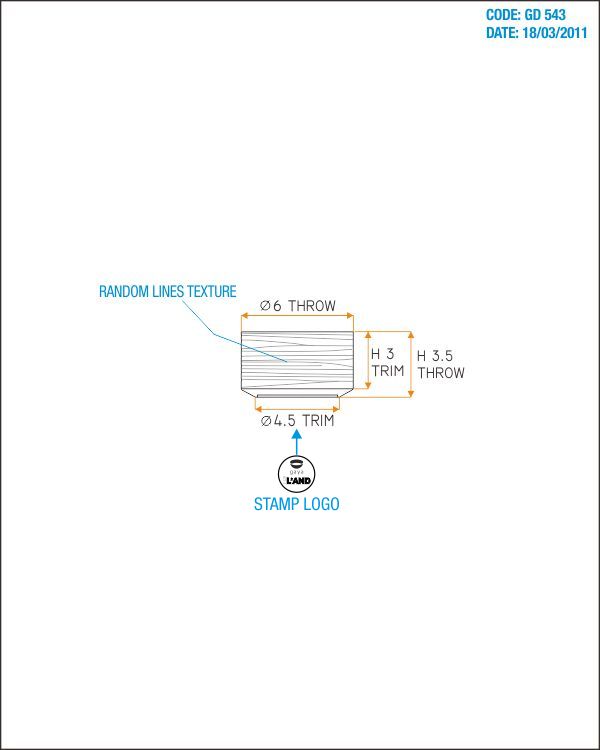 CODE: GD 543
DATE: 18/03/2011
RANDOM LINES TEXTURE
Ø6 THROW
H 3
TRIM
H 3.5
THROW
Ø4.5 TRIM
gaya
L'AND
STAMP LOGO